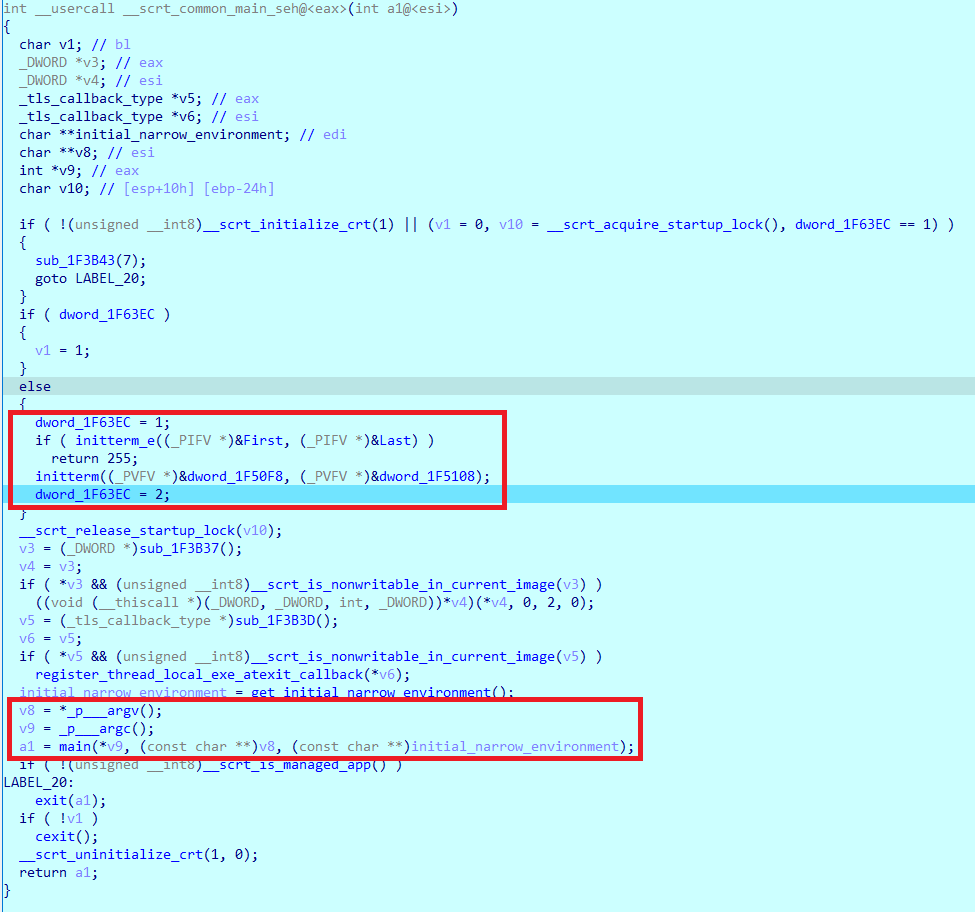 int __usercall __scrt_common_main_seh@<eax>(int a1@<esi>)
{
  char v1; // bl
  _DWORD *v3; // eax
  _DWORD *v4; // esi
  _tls_callback_type *v5; // eax
  _tls_callback_type *v6; // esi
  char **initial_narrow_environment; // edi
  char **v8; // esi
  int *v9; // eax
  char v10; // [esp+10h] [ebp-24h]

  if ( !(unsigned __int8)__scrt_initialize_crt(1) || (v1 = 0, v10 = __scrt_acquire_startup_lock(), dword_1F63EC == 1) )
  {
    sub_1F3B43(7);
    goto LABEL_20;
  }
  if ( dword_1F63EC )
  {
    v1 = 1;
  }
  else
  {
    dword_1F63EC = 1;
    if ( initterm_e((_PIFV *)&First, (_PIFV *)&Last) )
      return 255;
    initterm((_PVFV *)&dword_1F50F8, (_PVFV *)&dword_1F5108);
    dword_1F63EC = 2;
  }
  __scrt_release_startup_lock(v10);
  v3 = (_DWORD *)sub_1F3B37();
  v4 = v3;
  if ( *v3 && (unsigned __int8)__scrt_is_nonwritable_in_current_image(v3) )
    ((void (__thiscall *)(_DWORD, _DWORD, int, _DWORD))*v4)(*v4, 0, 2, 0);
  v5 = (_tls_callback_type *)sub_1F3B3D();
  v6 = v5;
  if ( *v5 && (unsigned __int8)__scrt_is_nonwritable_in_current_image(v5) )
    register_thread_local_exe_atexit_callback(*v6);
  initial_narrow_environment = get_initial_narrow_environment();
  v8 = *_p___argv();
  v9 = _p___argc();
  a1 = main(*v9, (const char **)v8, (const char **)initial_narrow_environment);
  if ( !(unsigned __int8)__scrt_is_managed_app() )
LABEL_20:
    exit(a1);
  if ( !v1 )
    cexit();
  __scrt_uninitialize_crt(1, 0);
  return a1;
}